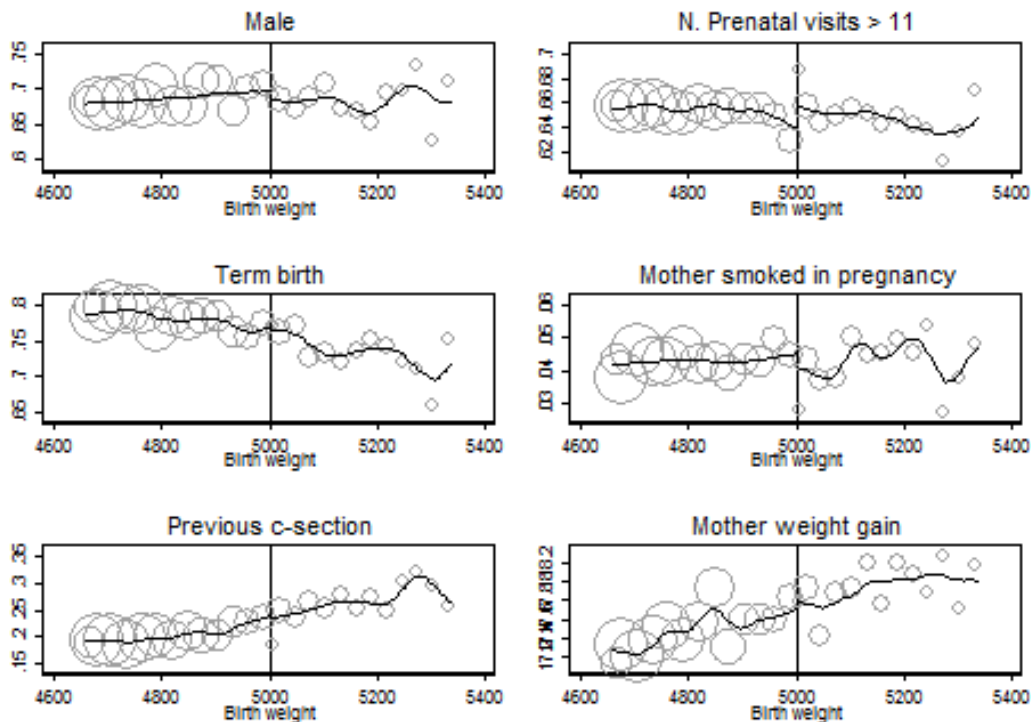 Male
.75
.7
.65
.6
4600 4800 5000 5200 5400
Birth weight
N. Prenatal visits > 11
.7
.68
.66
.64
.62
4600 4800 5000 5200 5400
Birth weight
Term birth
.8
.75
.7
.65
4600 4800 5000 5200 5400
Birth weight
Mother smoked in pregnancy
.06
.05
.04
.03
4600 4800 5000 5200 5400
Birth weight
Previous c-section
.35
.3
.25
.2
.15
4600 4800 5000 5200 5400
Birth weight
Mother weight gain
4600 4800 5000 5200 5400
Birth weight